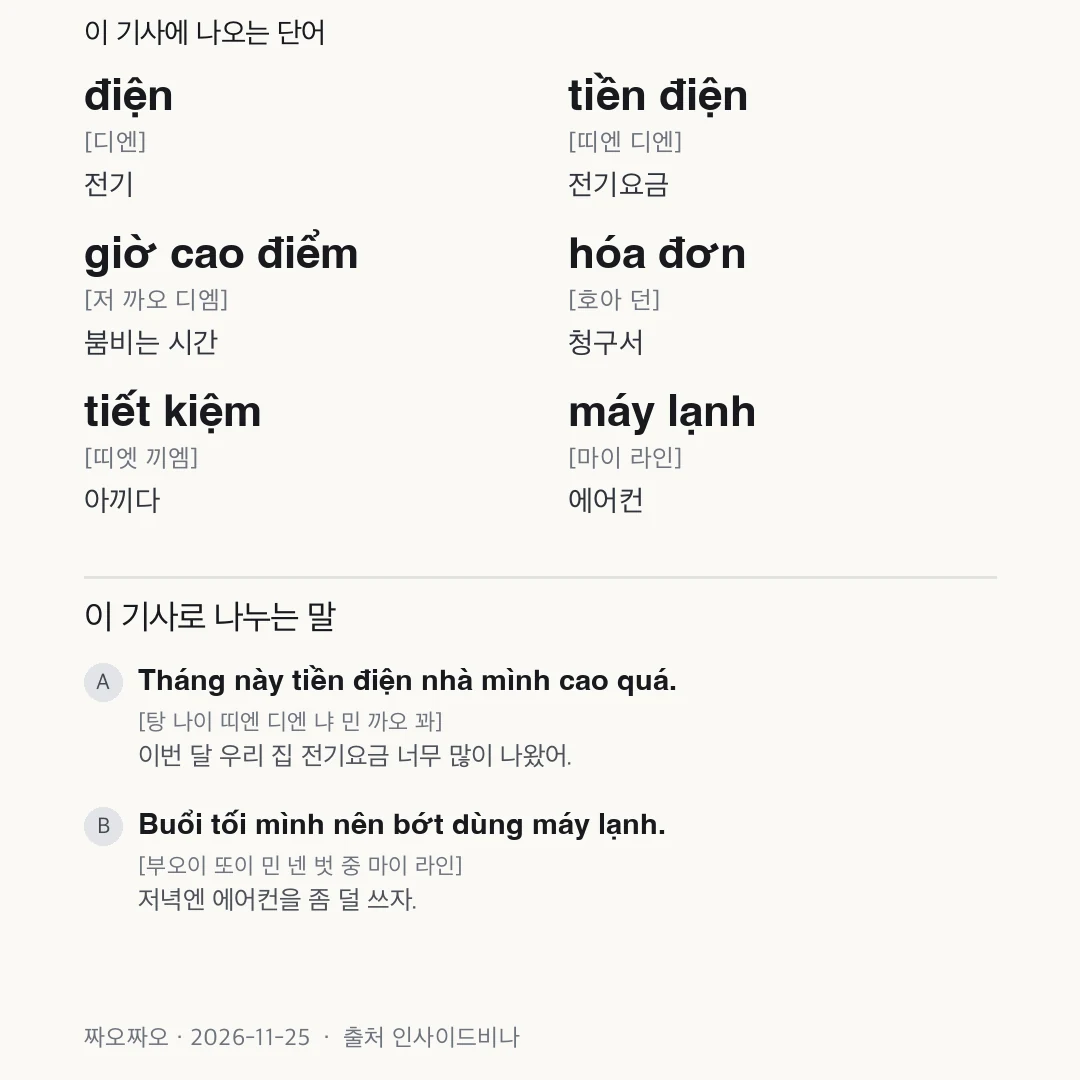 이 기사에 나오는 단어
điện
[디엔]
전기
tiền điện
[띠엔 디엔]
전기요금
giờ cao điểm
[저 까오 디엠]
붐비는 시간
hóa đơn
[호아 던]
청구서
tiết kiệm
[띠엣 끼엠]
아끼다
máy lạnh
[마이 라인]
에어컨
이 기사로 나누는 말
A Tháng này tiền điện nhà mình cao quá.
[탕 나이 띠엔 디엔 냐 민 까오 꽈]
이번 달 우리 집 전기요금 너무 많이 나왔어.
B Buổi tối mình nên bớt dùng máy lạnh.
[부오이 또이 민 넨 벗 중 마이 라인]
저녁엔 에어컨을 좀 덜 쓰자.
짜오짜오 · 2026-11-25 · 출처 인사이드비나